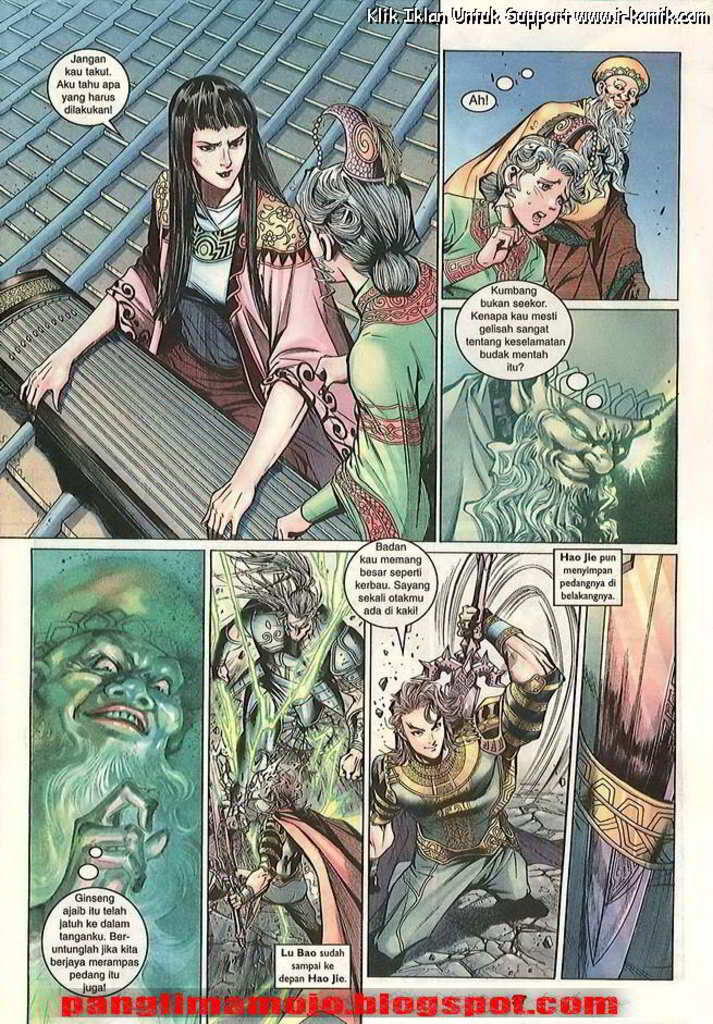 Klik Iklan Untuk Support www.ir-komik.com
Jangan
kau takut.
Aku tahu apa
yang harus
dilakukan!
Ah!
Kumbang
bukan seekor.
Kenapa kau mesti
gelisah sangat
tentang keselamatan
budak mentah
itu?
Ginseng
ajaib itu telah
jatuh ke dalam
tanganku. Ber-
untunglah jika kita
berjaya merampas
pedang itu
juga!
Lu Bao sudah
sampai ke
depan Hao Jie.
Badan
kau memang
besar seperti
kerbau. Sayang
sekali otakmu
ada di kaki!
Hao Jie pun
menyimpan
pedangnya di
belakangnya.
panglimamojo.blogspot.com